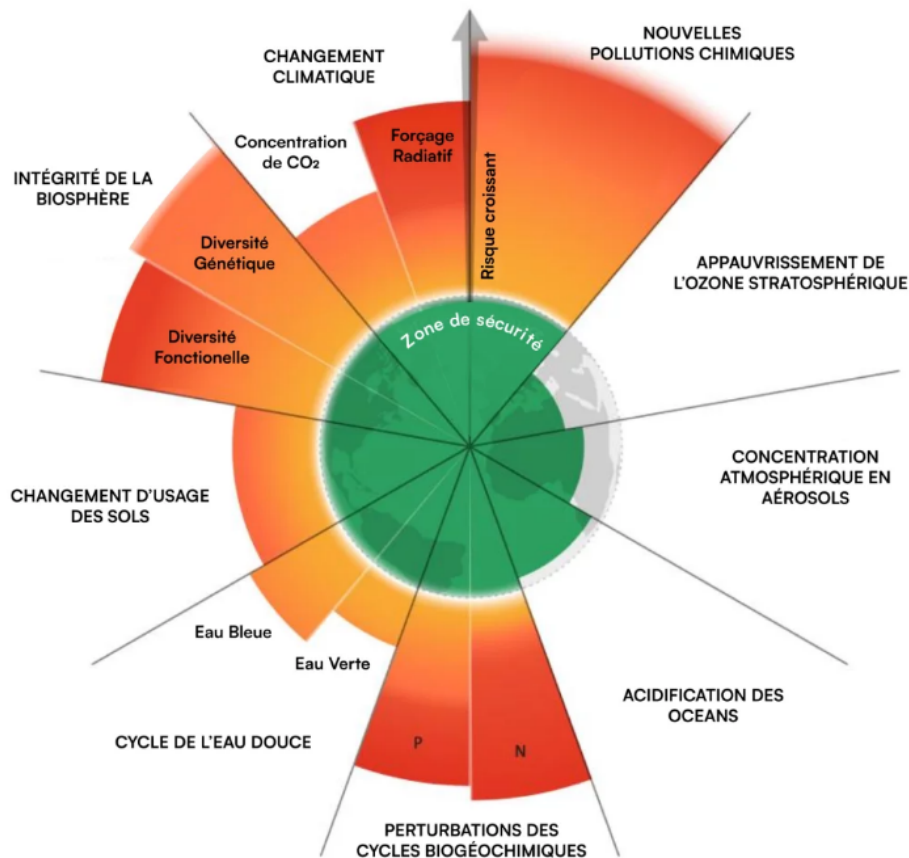 NOUVELLES
POLLUTIONS CHIMIQUES
CHANGEMENT
CLIMATIQUE
Concentration
de CO₂
Forçage
Radiatif
Risque croissant
INTÉGRITÉ DE LA
BIOSPHÈRE
Diversité
Génétique
Diversité
Fonctionelle
APPAUVRISSEMENT DE
L'OZONE STRATOSPHÉRIQUE
Zone de sécurité
CONCENTRATION
ATMOSPHÉRIQUE EN
AÉROSOLS
CHANGEMENT D'USAGE
DES SOLS
Eau Bleue
Eau Verte
ACIDIFICATION DES
OCEANS
CYCLE DE L'EAU DOUCE
P
N
PERTURBATIONS DES
CYCLES BIOGÉOCHIMIQUES